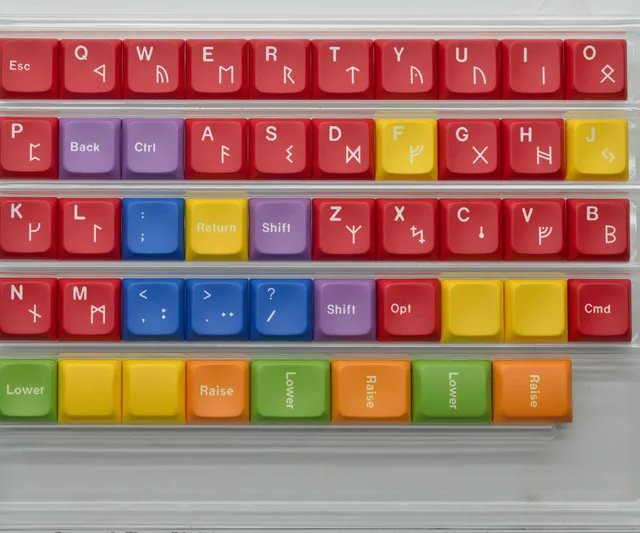 Esc Q ᐊ W ᚥ E ᛖ R ᚱ T ↑ Y ᚤ U ᚢ I ᛁ O ᛟ
P ᛈ Back Ctrl A ᚨ S ᛊ D ᛞ F ᚠ G ᚷ H ᚻ J ᛃ
K ᚴ L ᛚ : ; Return Shift Z ᛉ X C V ᚡ B ᛒ
N ᚾ M ᛗ < , : > . ·· ? / Shift Opt Cmd
Lower Raise Lower Raise Lower Raise